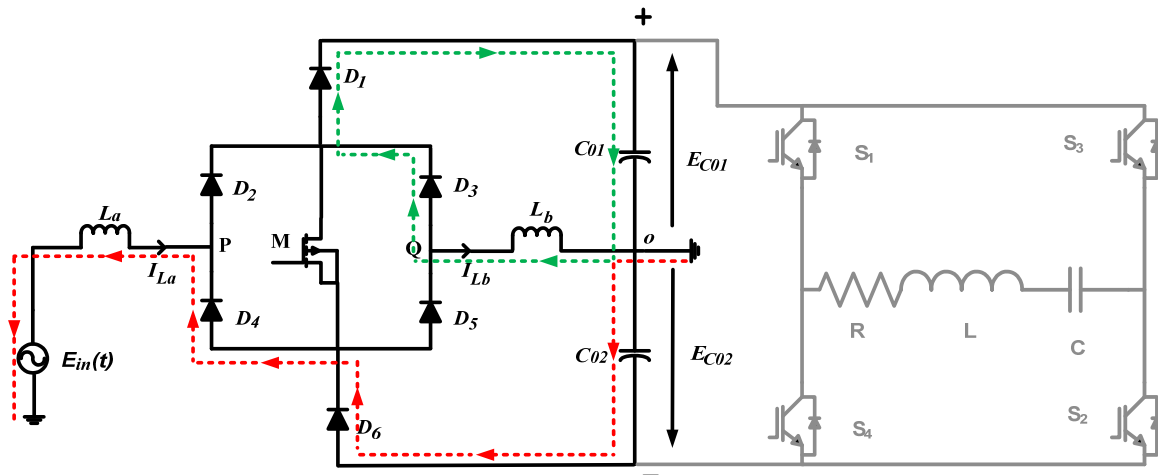 +
D1
C01
EC01
S1
S3
D2
D3
La
Lb
P
M
Q
o
ILa
ILb
R
L
C
D4
D5
C02
EC02
Ein(t)
D6
S4
S2
–